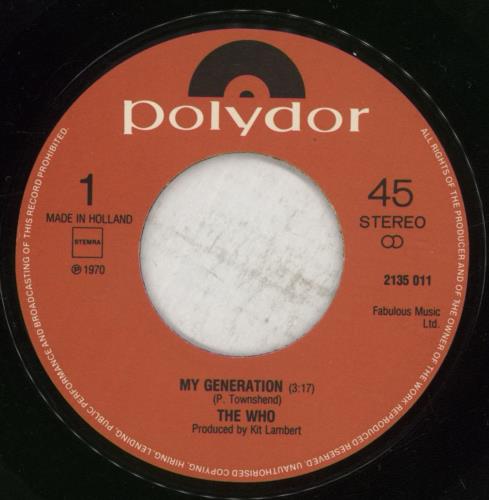 polydor
1
MADE IN HOLLAND
STEMRA
℗ 1970
45
STEREO
2135 011
Fabulous Music
Ltd.
MY GENERATION (3:17)
(P. Townshend)
THE WHO
Produced by Kit Lambert
ALL RIGHTS OF THE PRODUCER AND OF THE OWNER OF THE WORK REPRODUCED RESERVED. UNAUTHORISED COPYING, HIRING, LENDING, PUBLIC PERFORMANCE AND BROADCASTING OF THIS RECORD PROHIBITED.